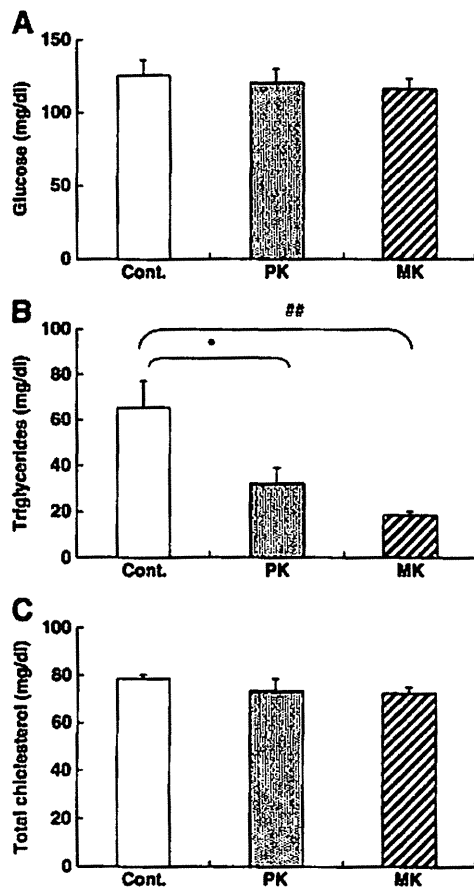 A
Glucose (mg/dl)
150
100
50
0
Cont. PK MK
B
##
*
Triglycerides (mg/dl)
100
80
60
40
20
0
Cont. PK MK
C
Total chlolesterol (mg/dl)
100
80
60
40
20
0
Cont. PK MK